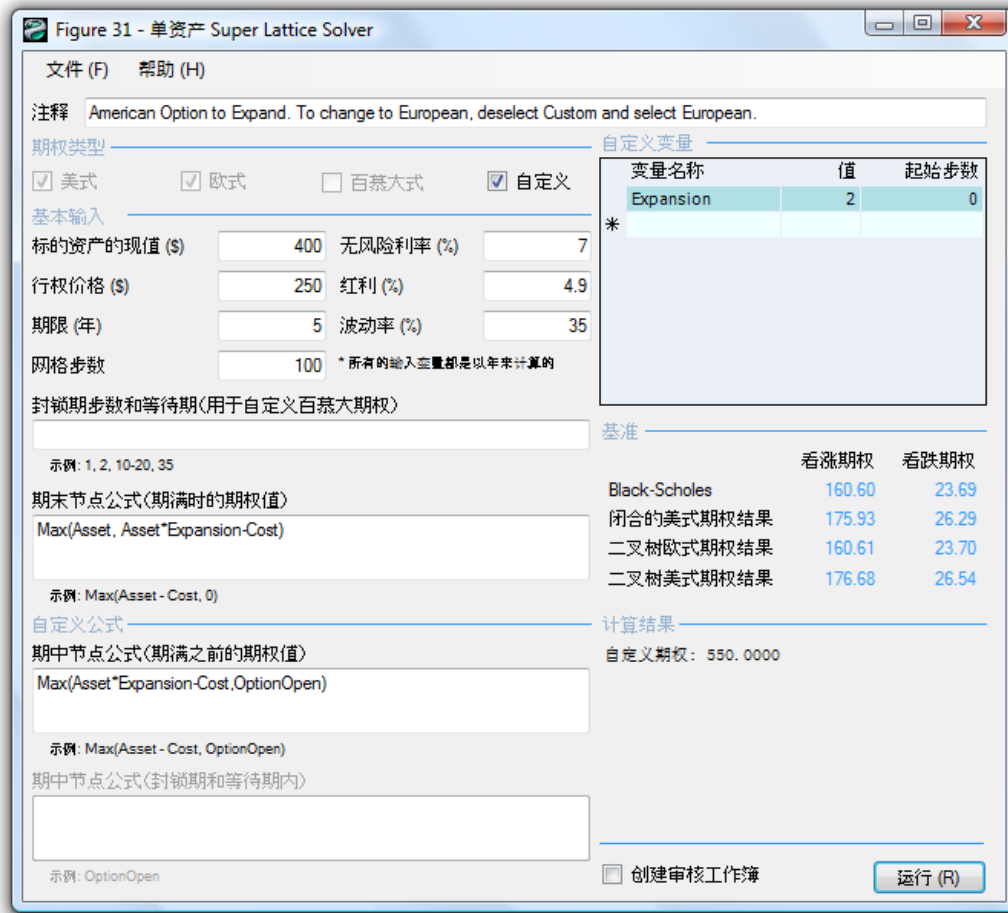 Figure 31 - 单资产 Super Lattice Solver
文件 (F) 帮助 (H)
注释 American Option to Expand. To change to European, deselect Custom and select European.
期权类型
美式 欧式 百慕大式 自定义
基本输入
标的资产的现值 ($) 400 无风险利率 (%) 7
行权价格 ($) 250 红利 (%) 4.9
期限 (年) 5 波动率 (%) 35
网格步数 100 * 所有的输入变量都是以年来计算的
封锁期步数和等待期(用于自定义百慕大期权)
示例: 1, 2, 10-20, 35
期末节点公式(期满时的期权值)
Max(Asset, Asset*Expansion-Cost)
示例: Max(Asset - Cost, 0)
自定义公式
期中节点公式(期满之前的期权值)
Max(Asset*Expansion-Cost,OptionOpen)
示例: Max(Asset - Cost, OptionOpen)
期中节点公式(封锁期和等待期内)
示例: OptionOpen
自定义变量
变量名称 值 起始步数
Expansion 2 0
*
基准
看涨期权 看跌期权
Black-Scholes 160.60 23.69
闭合的美式期权结果 175.93 26.29
二叉树欧式期权结果 160.61 23.70
二叉树美式期权结果 176.68 26.54
计算结果
自定义期权: 550.0000
创建审核工作簿 运行 (R)